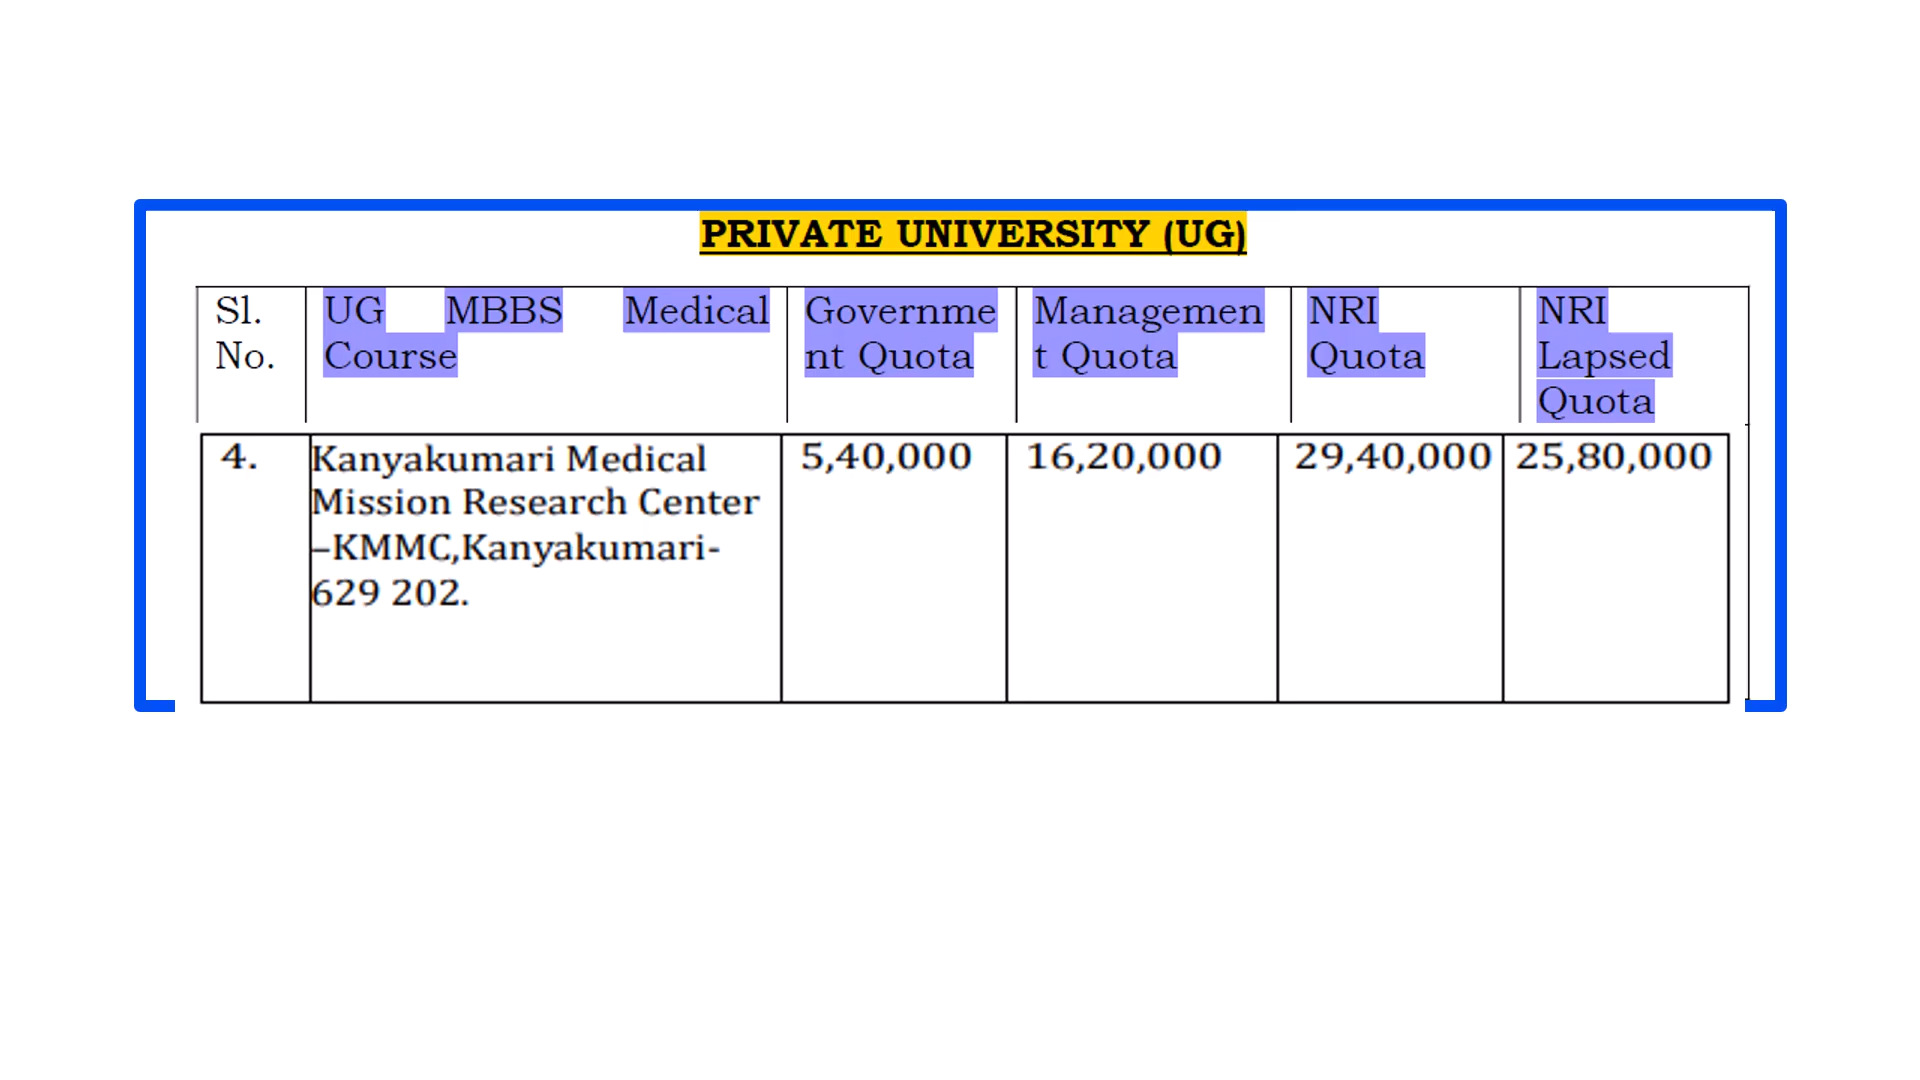 PRIVATE UNIVERSITY (UG)
Sl.
No.
UG MBBS Medical
Course
Governme
nt Quota
Managemen
t Quota
NRI
Quota
NRI
Lapsed
Quota
4.
Kanyakumari Medical
Mission Research Center
–KMMC,Kanyakumari-
629 202.
5,40,000
16,20,000
29,40,000
25,80,000